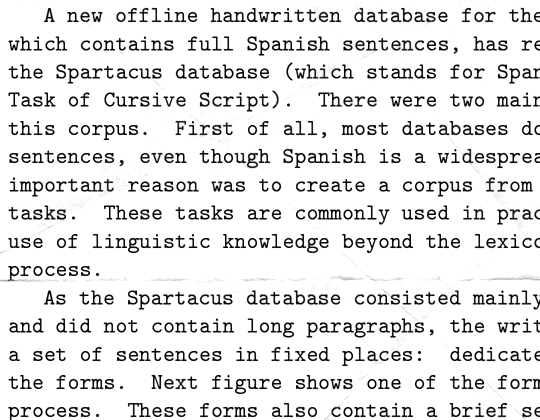 A new offline handwritten database for the
which contains full Spanish sentences, has re
the Spartacus database (which stands for Span
Task of Cursive Script). There were two main
this corpus. First of all, most databases do
sentences, even though Spanish is a widesprea
important reason was to create a corpus from
tasks. These tasks are commonly used in prac
use of linguistic knowledge beyond the lexico
process.
As the Spartacus database consisted mainly
and did not contain long paragraphs, the writ
a set of sentences in fixed places: dedicate
the forms. Next figure shows one of the form
process. These forms also contain a brief se